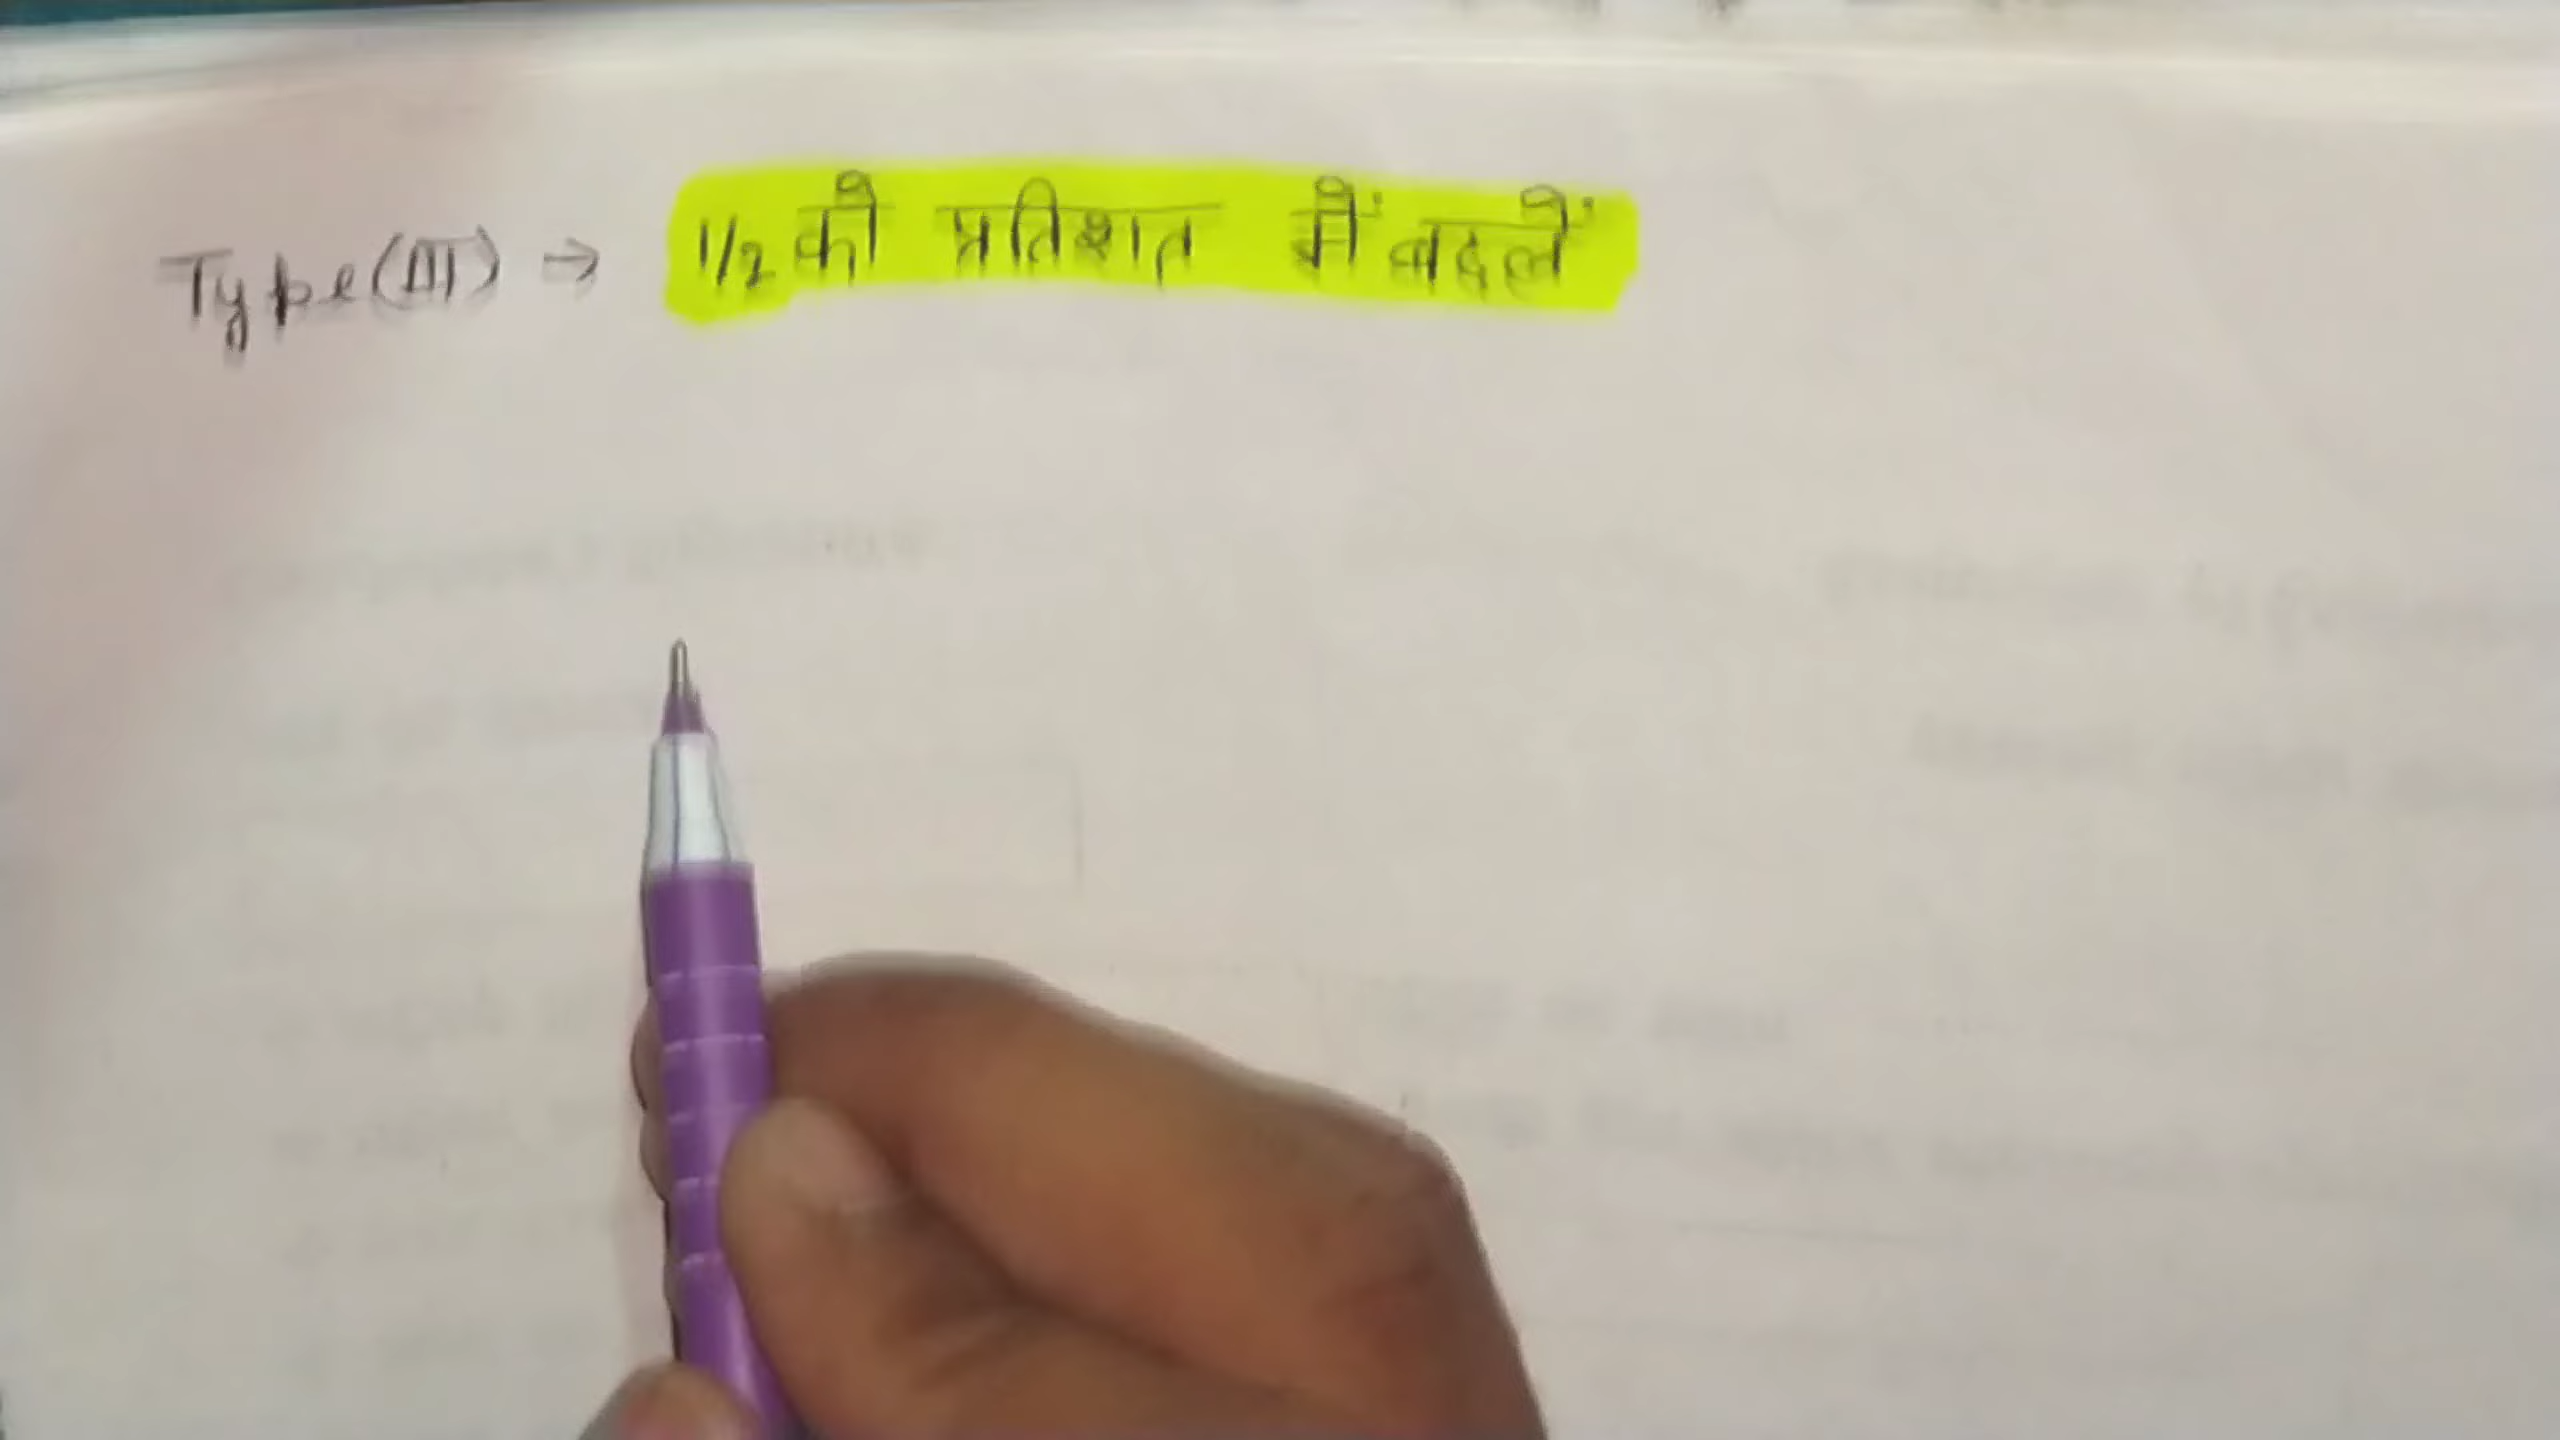 Type (III) → 1/2 को प्रतिशत में बदलें